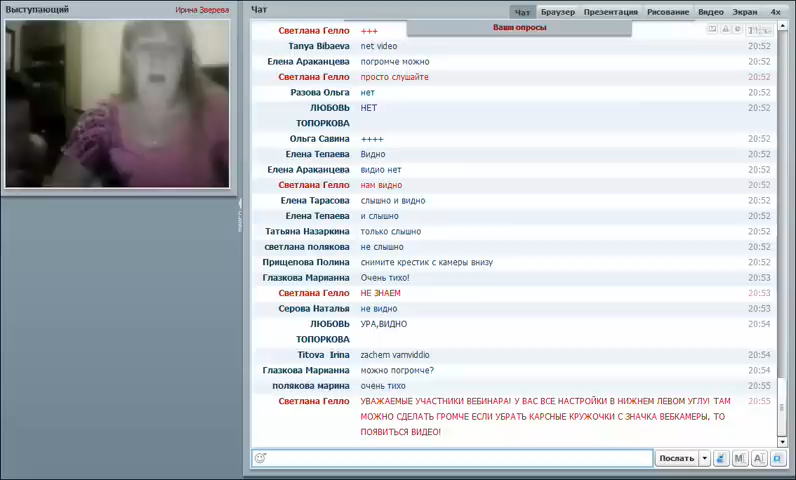 Выступающий Ирина Зверева
Чат Чат Браузер Презентация Рисование Видео Экран 4x
Ваши опросы
Светлана Гелло +++
Tanya Bibaeva net video 20:52
Елена Араканцева погромче можно 20:52
Светлана Гелло просто слушайте 20:52
Разова Ольга нет 20:52
ЛЮБОВЬ НЕТ 20:52
ТОПОРКОВА
Ольга Савина ++++ 20:52
Елена Тепаева Видно 20:52
Елена Араканцева видио нет 20:52
Светлана Гелло нам видно 20:52
Елена Тарасова слышно и видно 20:52
Елена Тепаева и слышно 20:52
Татьяна Назаркина только слышно 20:52
светлана полякова не слышно 20:52
Прищепова Полина снимите крестик с камеры внизу 20:52
Глазкова Марианна Очень тихо! 20:53
Светлана Гелло НЕ ЗНАЕМ 20:53
Серова Наталья не видно 20:53
ЛЮБОВЬ УРА,ВИДНО 20:54
ТОПОРКОВА
Titova Irina zachem vamviddio 20:54
Глазкова Марианна можно погромче? 20:54
полякова марина очень тихо 20:55
Светлана Гелло УВАЖАЕМЫЕ УЧАСТНИКИ ВЕБИНАРА! У ВАС ВСЕ НАСТРОЙКИ В НИЖНЕМ ЛЕВОМ УГЛУ! ТАМ 20:55
МОЖНО СДЕЛАТЬ ГРОМЧЕ ЕСЛИ УБРАТЬ КАРСНЫЕ КРУЖОЧКИ С ЗНАЧКА ВЕБКАМЕРЫ, ТО
ПОЯВИТЬСЯ ВИДЕО!
Послать